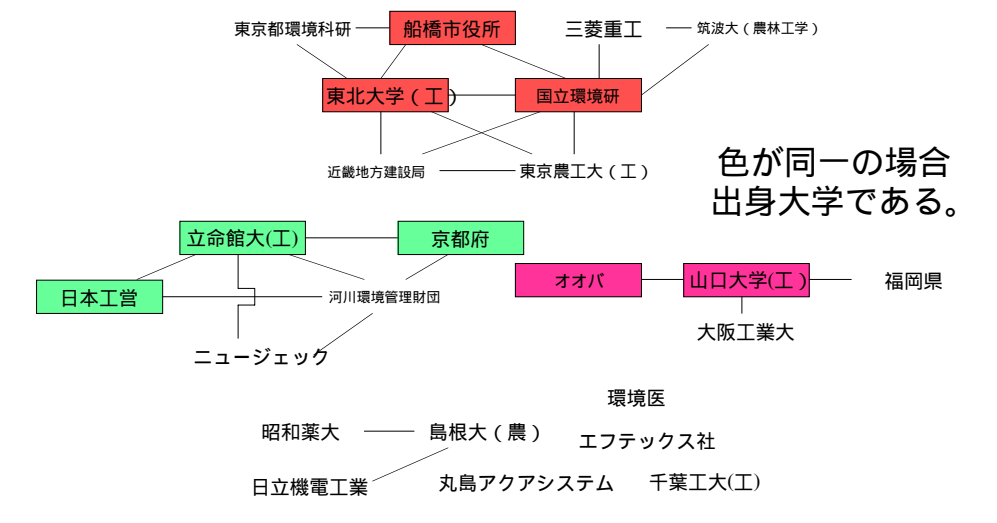 東京都環境科研
船橋市役所
三菱重工
筑波大(農林工学)
東北大学(工)
国立環境研
近畿地方建設局
東京農工大(工)
色が同一の場合
出身大学である。
立命館大(工)
京都府
日本工営
河川環境管理財団
ニュージェック
オオバ
山口大学(工)
福岡県
大阪工業大
環境医
昭和薬大
島根大(農)
エフテックス社
日立機電工業
丸島アクアシステム
千葉工大(工)